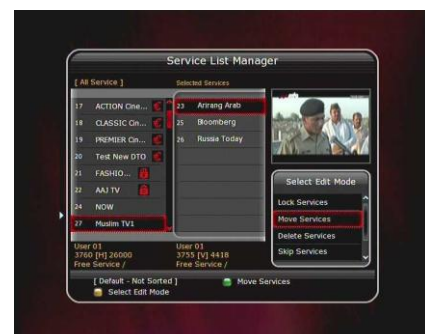 Service List Manager
[ All Service ]
Selected Services
17 ACTION Cine...
18 CLASSIC Cin...
19 PREMIER Cin...
20 Test New DTO
21 FASHIO...
22 AAJ TV
24 NOW
27 Muslim TV1
23 Arirang Arab
25 Bloomberg
26 Russia Today
Select Edit Mode
Lock Services
Move Services
Delete Services
Skip Services
User 01
3760 [H] 26000
Free Service /
User 01
3755 [V] 4418
Free Service /
[ Default - Not Sorted ]
Move Services
Select Edit Mode